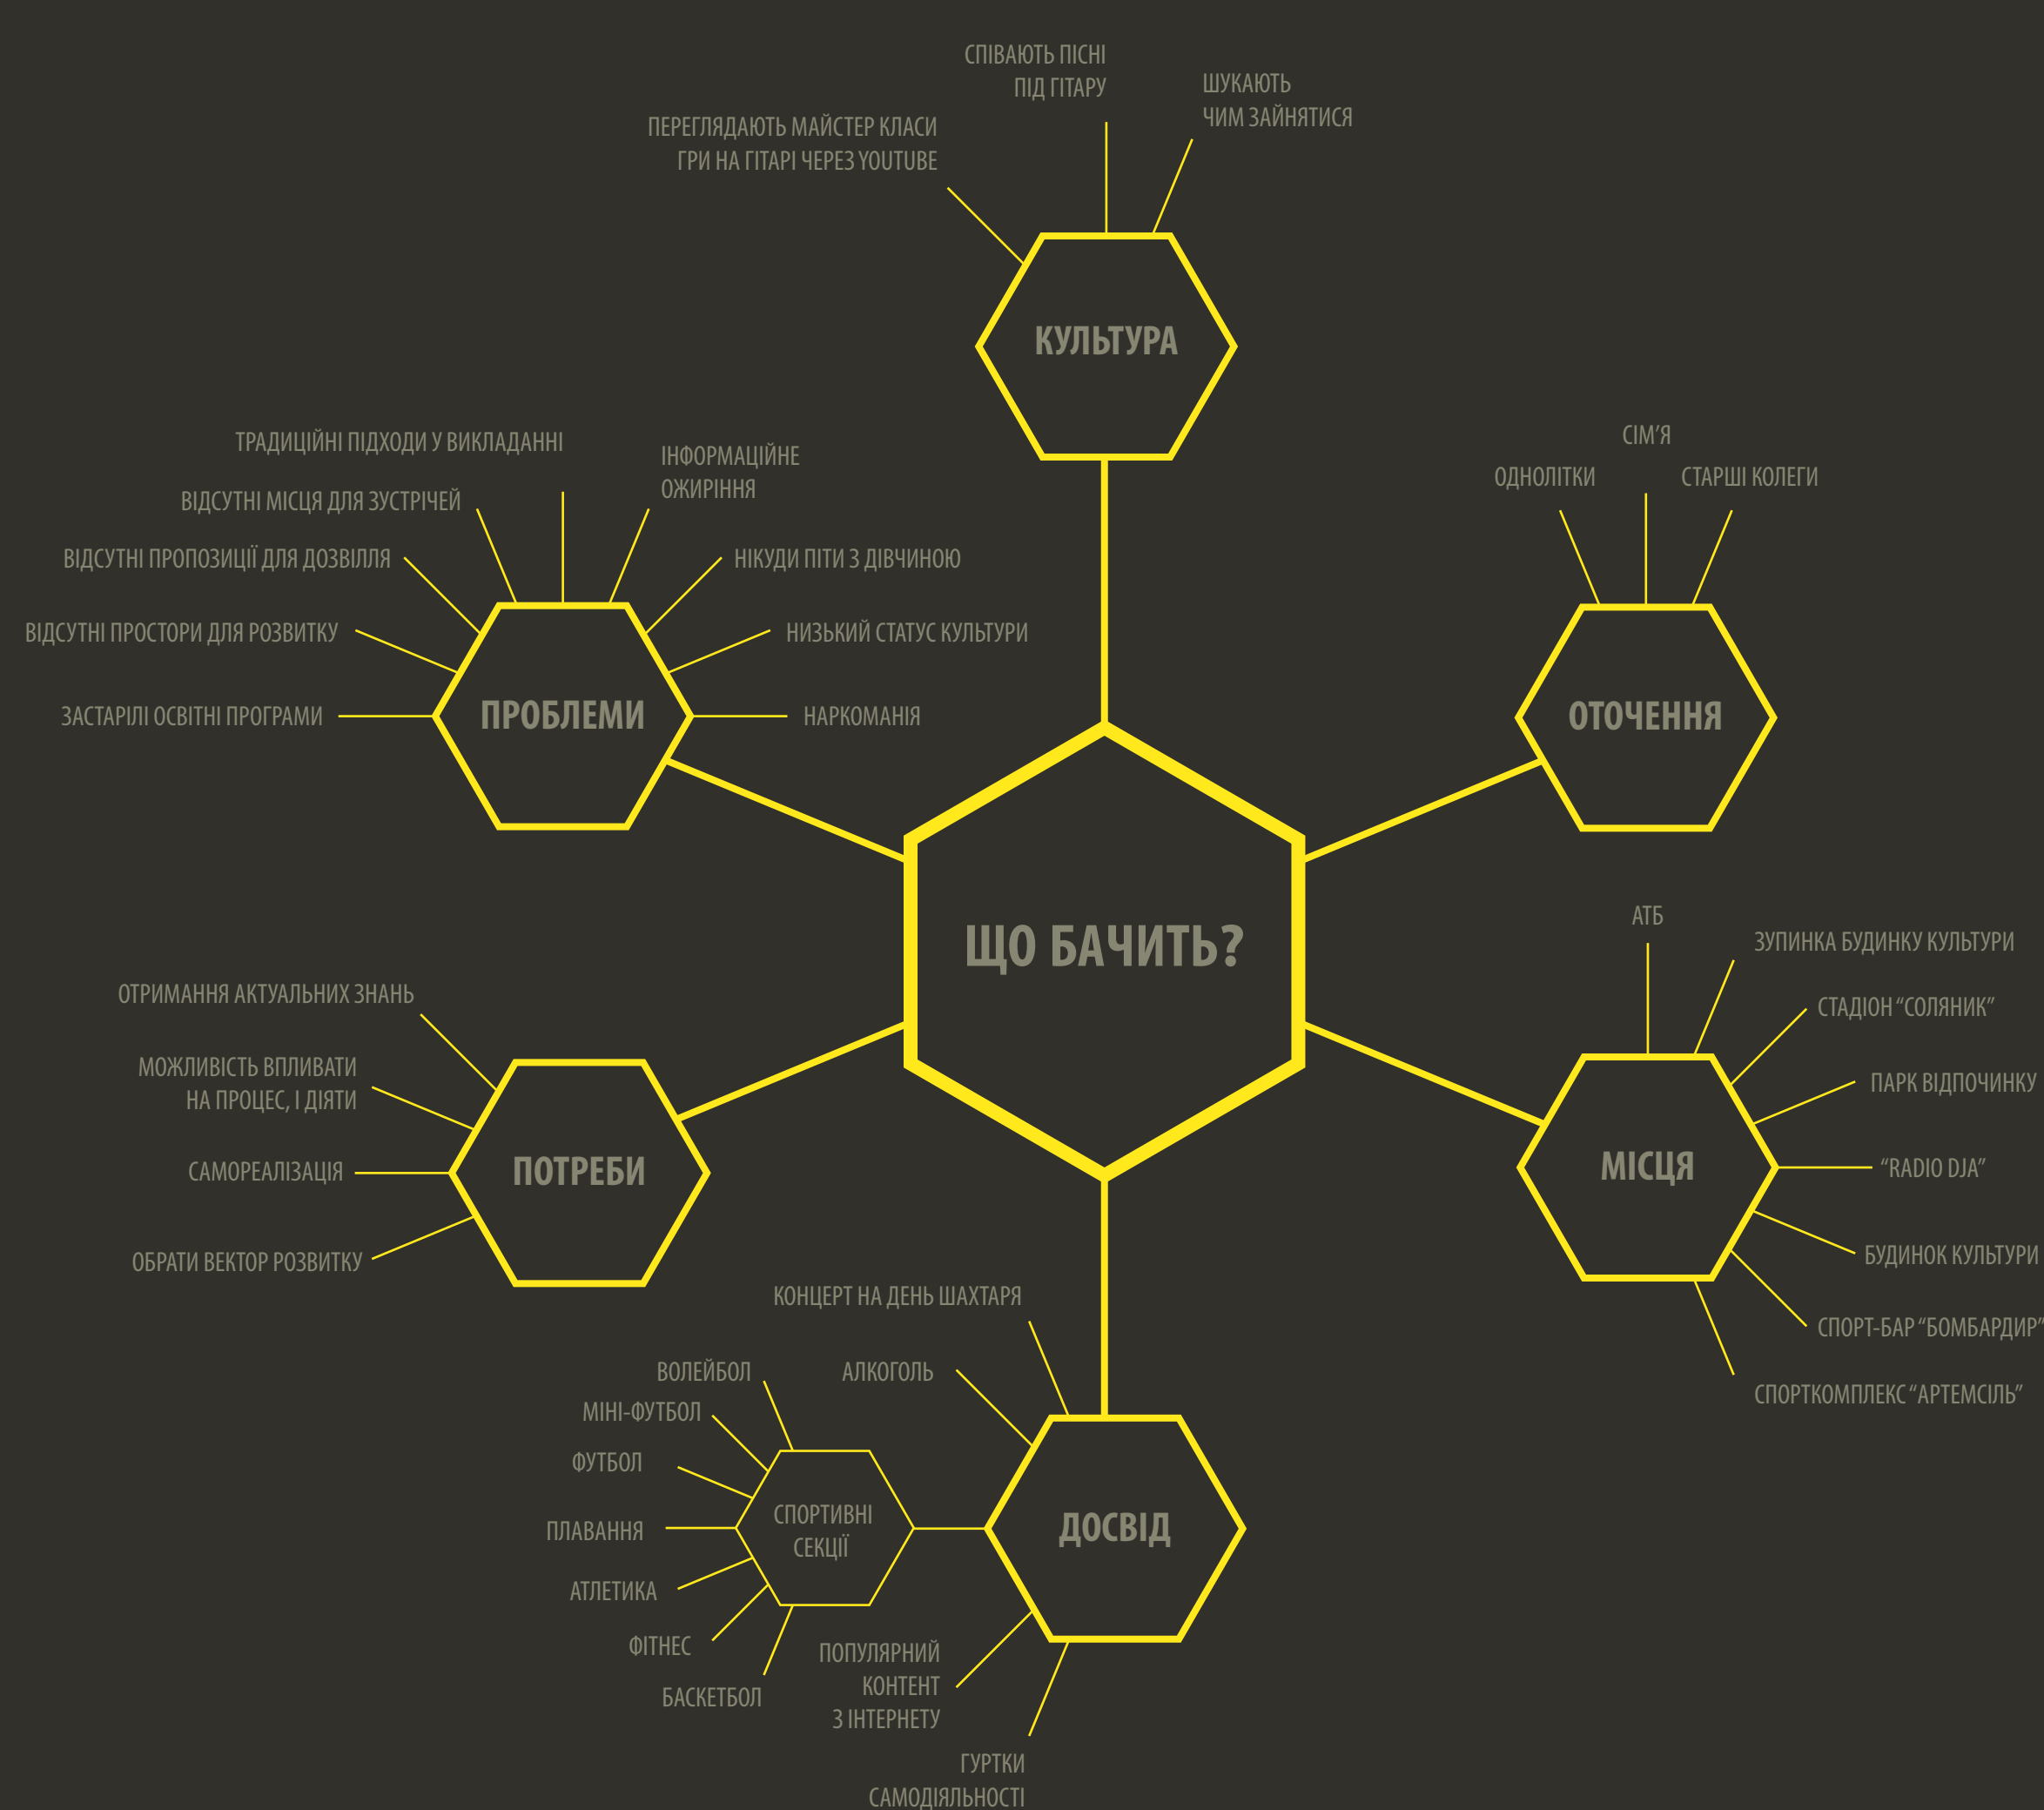 СПІВАЮТЬ ПІСНІ
ПІД ГІТАРУ
ШУКАЮТЬ
ЧИМ ЗАЙНЯТИСЯ
ПЕРЕГЛЯДАЮТЬ МАЙСТЕР КЛАСИ
ГРИ НА ГІТАРІ ЧЕРЕЗ YOUTUBE
КУЛЬТУРА
ТРАДИЦІЙНІ ПІДХОДИ У ВИКЛАДАННІ
ІНФОРМАЦІЙНЕ
ОЖИРІННЯ
ВІДСУТНІ МІСЦЯ ДЛЯ ЗУСТРІЧЕЙ
ВІДСУТНІ ПРОПОЗИЦІЇ ДЛЯ ДОЗВІЛЛЯ
НІКУДИ ПІТИ З ДІВЧИНОЮ
ВІДСУТНІ ПРОСТОРИ ДЛЯ РОЗВИТКУ
НИЗЬКИЙ СТАТУС КУЛЬТУРИ
ЗАСТАРІЛІ ОСВІТНІ ПРОГРАМИ
ПРОБЛЕМИ
НАРКОМАНІЯ
СІМ’Я
ОДНОЛІТКИ
СТАРШІ КОЛЕГИ
ОТОЧЕННЯ
ЩО БАЧИТЬ?
АТБ
ЗУПИНКА БУДИНКУ КУЛЬТУРИ
СТАДІОН “СОЛЯНИК”
ПАРК ВІДПОЧИНКУ
МІСЦЯ
“RADIO DJA”
БУДИНОК КУЛЬТУРИ
СПОРТ-БАР “БОМБАРДИР”
СПОРТКОМПЛЕКС “АРТЕМСІЛЬ”
ОТРИМАННЯ АКТУАЛЬНИХ ЗНАНЬ
МОЖЛИВІСТЬ ВПЛИВАТИ
НА ПРОЦЕС, І ДІЯТИ
САМОРЕАЛІЗАЦІЯ
ПОТРЕБИ
ОБРАТИ ВЕКТОР РОЗВИТКУ
КОНЦЕРТ НА ДЕНЬ ШАХТАРЯ
АЛКОГОЛЬ
ВОЛЕЙБОЛ
МІНІ-ФУТБОЛ
ФУТБОЛ
СПОРТИВНІ
СЕКЦІЇ
ДОСВІД
ПЛАВАННЯ
АТЛЕТИКА
ФІТНЕС
БАСКЕТБОЛ
ПОПУЛЯРНИЙ
КОНТЕНТ
З ІНТЕРНЕТУ
ГУРТКИ
САМОДІЯЛЬНОСТІ